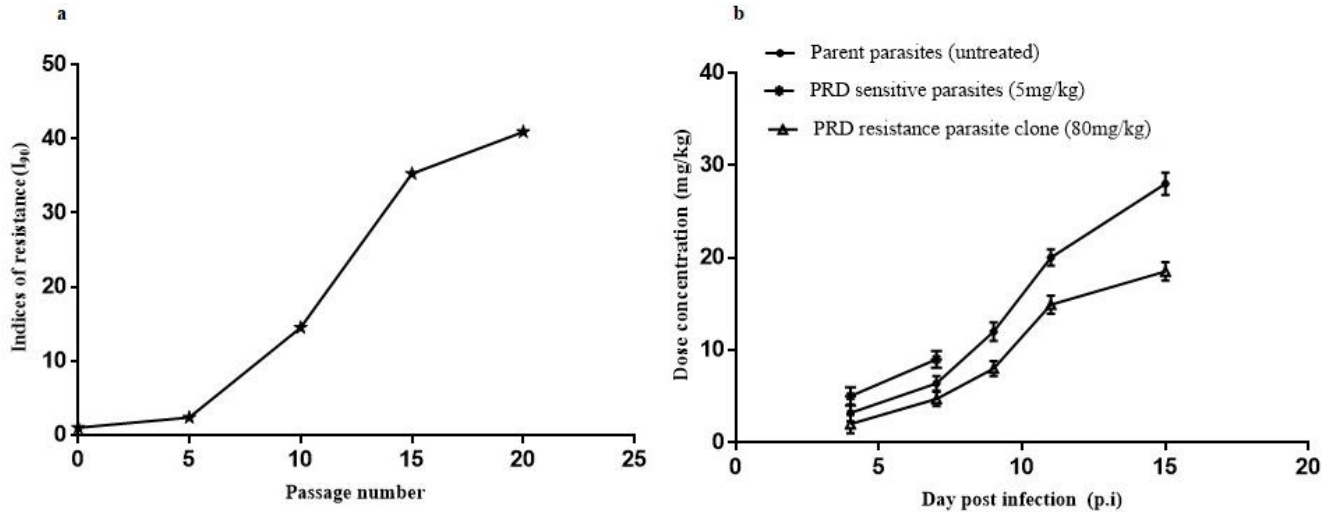 a
Indices of resistance (I90)
50
40
30
20
10
0
0 5 10 15 20 25
Passage number
b
Parent parasites (untreated)
PRD sensitive parasites (5mg/kg)
PRD resistance parasite clone (80mg/kg)
Dose concentration (mg/kg)
40
30
20
10
0
0 5 10 15 20
Day post infection (p.i)